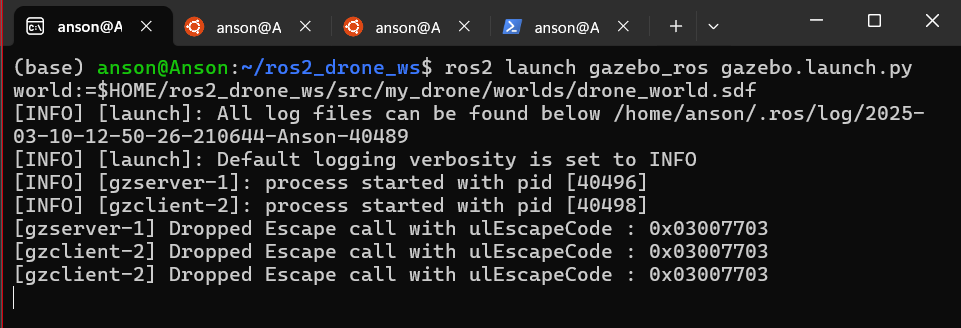 anson@A
anson@A
anson@A
anson@A
(base) anson@Anson:~/ros2_drone_ws$ ros2 launch gazebo_ros gazebo.launch.py
world:=$HOME/ros2_drone_ws/src/my_drone/worlds/drone_world.sdf
[INFO] [launch]: All log files can be found below /home/anson/.ros/log/2025-
03-10-12-50-26-210644-Anson-40489
[INFO] [launch]: Default logging verbosity is set to INFO
[INFO] [gzserver-1]: process started with pid [40496]
[INFO] [gzclient-2]: process started with pid [40498]
[gzserver-1] Dropped Escape call with ulEscapeCode : 0x03007703
[gzclient-2] Dropped Escape call with ulEscapeCode : 0x03007703
[gzclient-2] Dropped Escape call with ulEscapeCode : 0x03007703